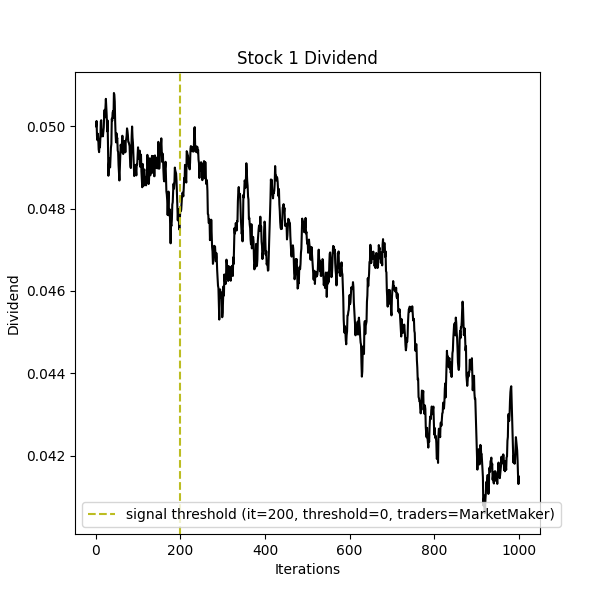 Stock 1 Dividend
Dividend
0.050
0.048
0.046
0.044
0.042
signal threshold (it=200, threshold=0, traders=MarketMaker)
0 200 400 600 800 1000
Iterations